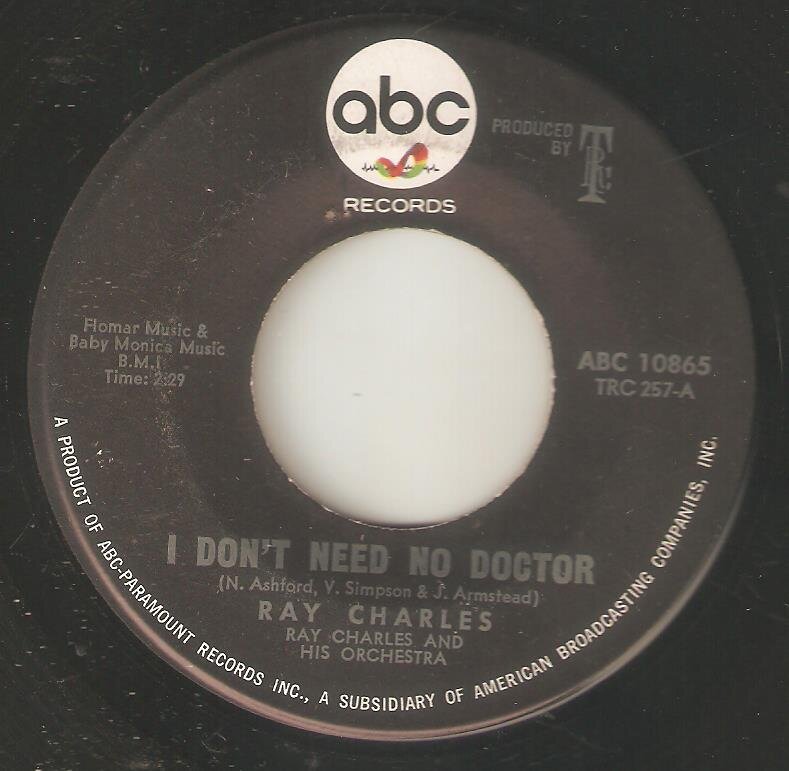 abc
RECORDS
PRODUCED
BY
TRC
Flomar Music &
Baby Monica Music
B.M.I
Time: 2:29
ABC 10865
TRC 257-A
I DON'T NEED NO DOCTOR
(N. Ashford, V. Simpson & J. Armstead)
RAY CHARLES
RAY CHARLES AND
HIS ORCHESTRA
A PRODUCT OF ABC-PARAMOUNT RECORDS INC., A SUBSIDIARY OF AMERICAN BROADCASTING COMPANIES, INC.